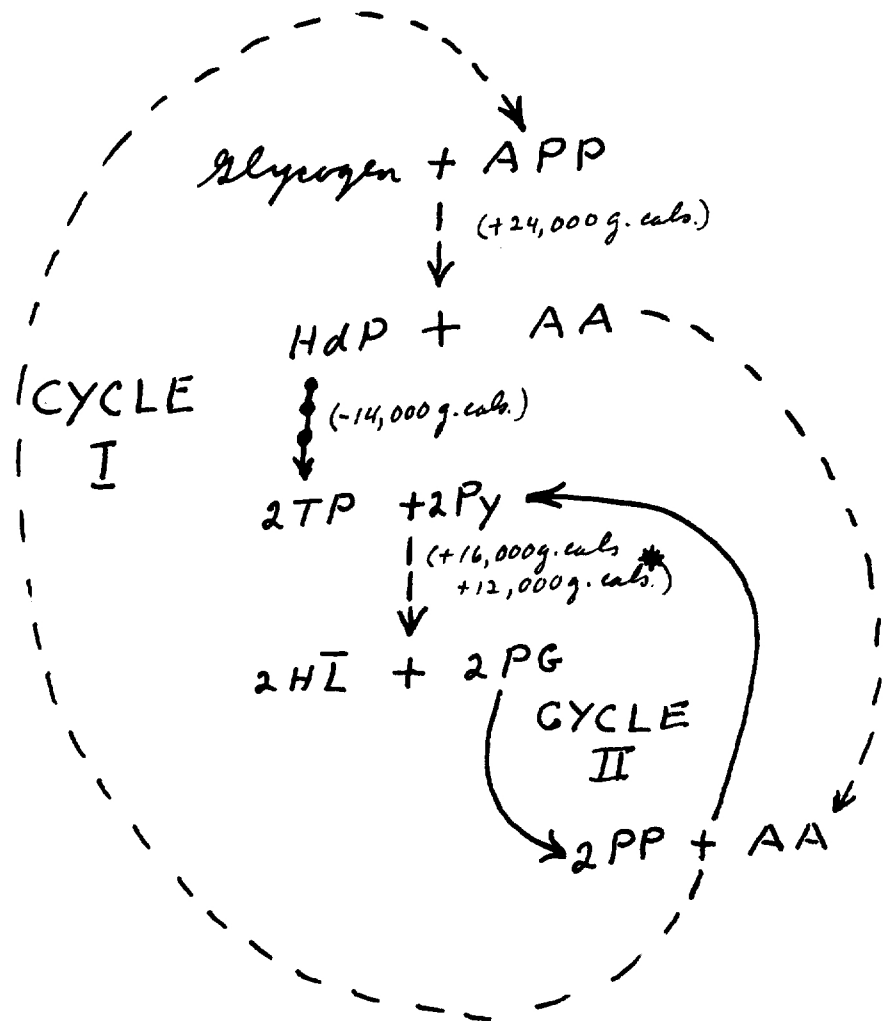 Glycogen + APP
(+24,000 g. cals.)
HdP + AA
CYCLE
I
(-14,000 g. cals.)
2TP +2Py
(+16,000 g. cals
+12,000 g. cals.*)
2HL + 2PG
CYCLE
II
2PP + AA